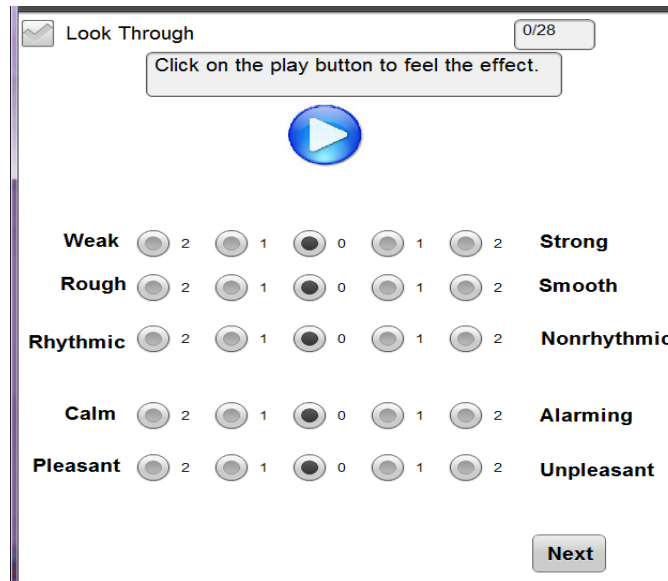 Look Through
0/28
Click on the play button to feel the effect.
Weak 2 1 0 1 2 Strong
Rough 2 1 0 1 2 Smooth
Rhythmic 2 1 0 1 2 Nonrhythmic
Calm 2 1 0 1 2 Alarming
Pleasant 2 1 0 1 2 Unpleasant
Next